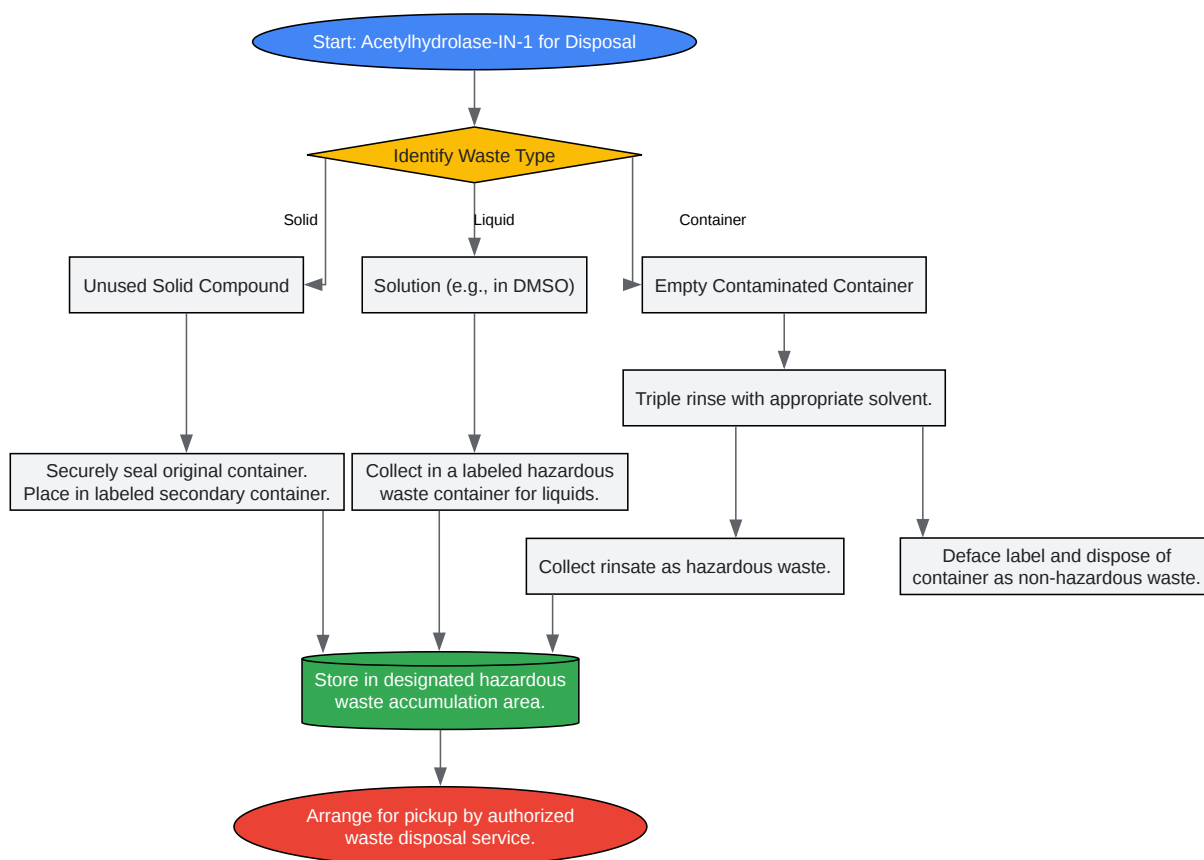 Start: Acetylhydrolase-IN-1 for Disposal
Identify Waste Type
Solid
Liquid
Container
Unused Solid Compound
Solution (e.g., in DMSO)
Empty Contaminated Container
Triple rinse with appropriate solvent.
Securely seal original container.
Place in labeled secondary container.
Collect in a labeled hazardous
waste container for liquids.
Collect rinsate as hazardous waste.
Deface label and dispose of
container as non-hazardous waste.
Store in designated hazardous
waste accumulation area.
Arrange for pickup by authorized
waste disposal service.